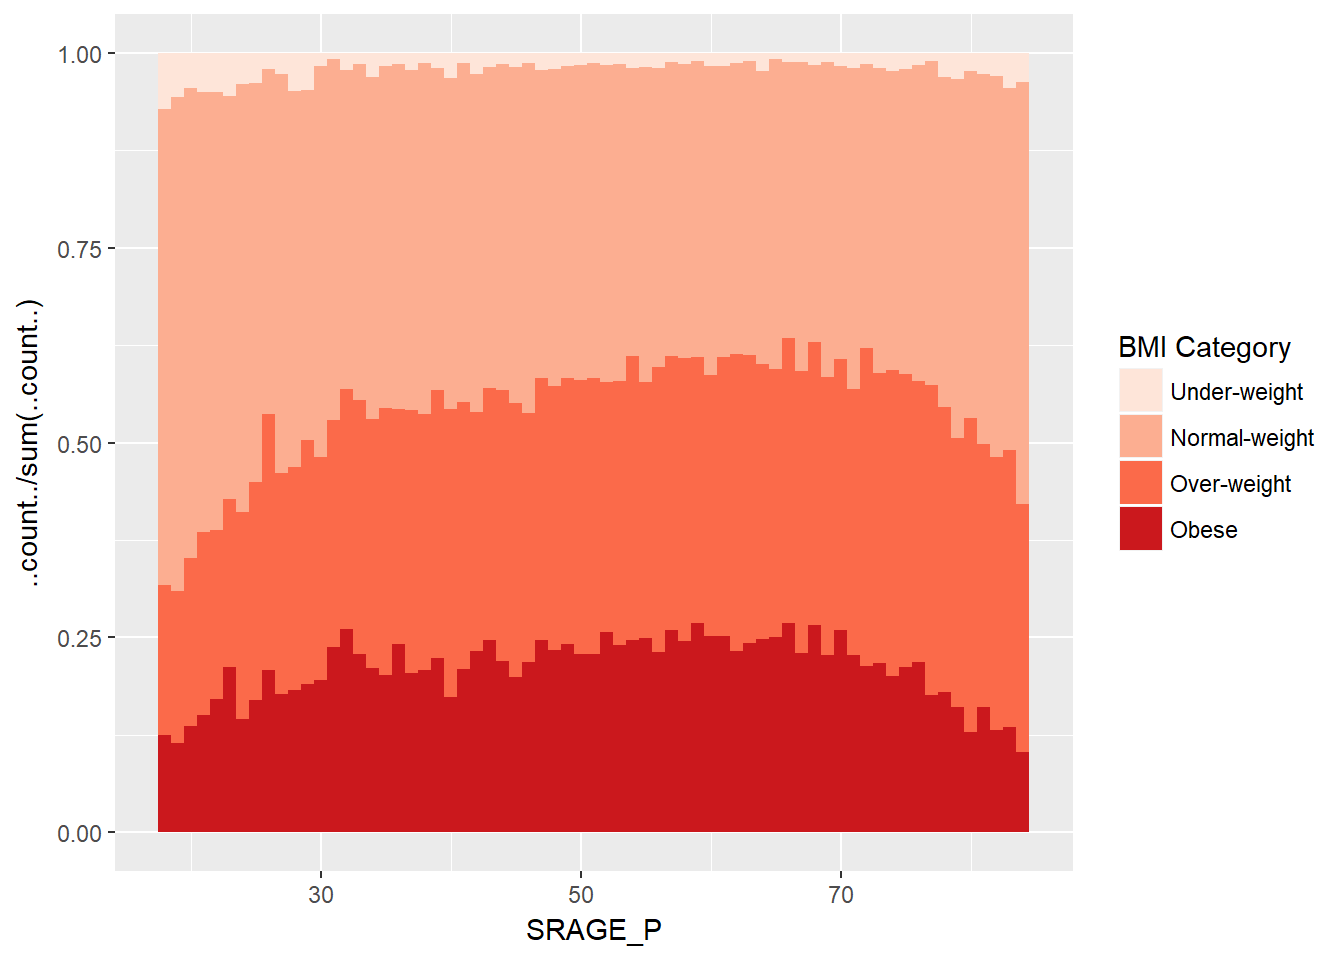 1.00
0.75
0.50
0.25
0.00
..count../sum(..count..)
30
50
70
SRAGE_P
BMI Category
Under-weight
Normal-weight
Over-weight
Obese